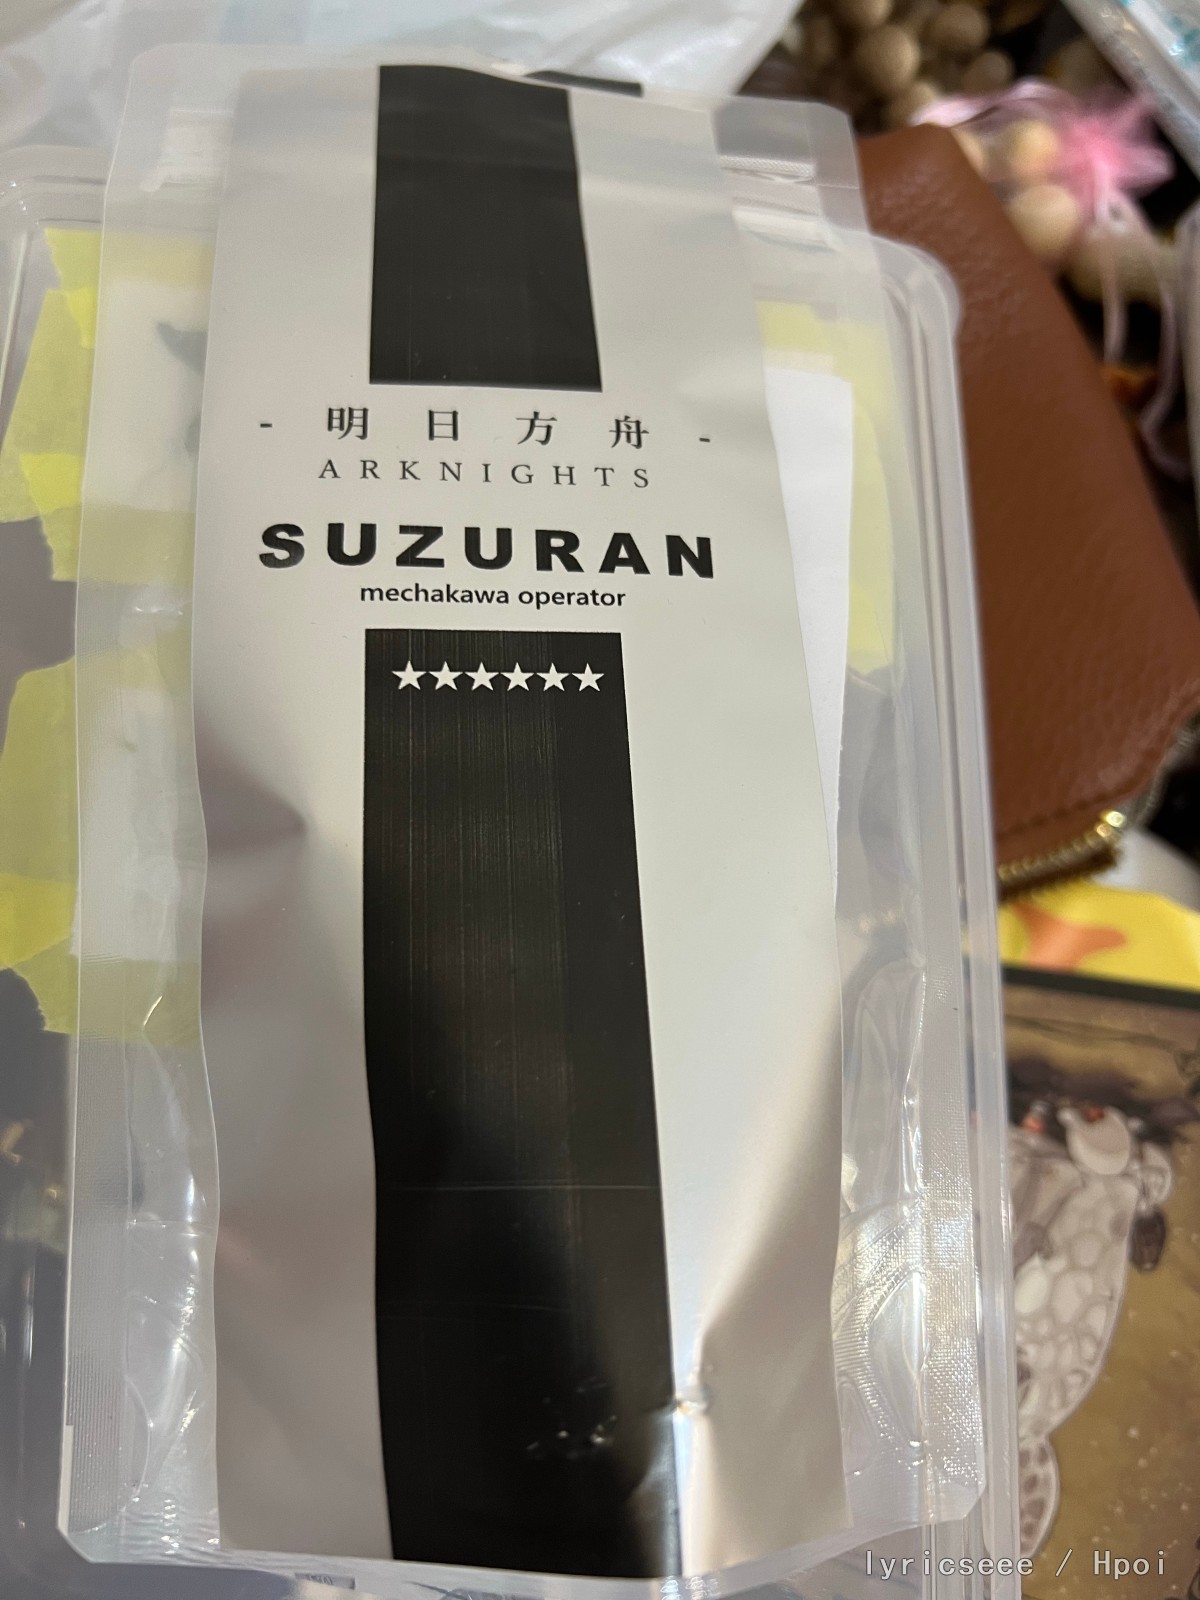 - 明日方舟 -
ARKNIGHTS
SUZURAN
mechakawa operator
★★★★★★
lyricseee / Hpoi